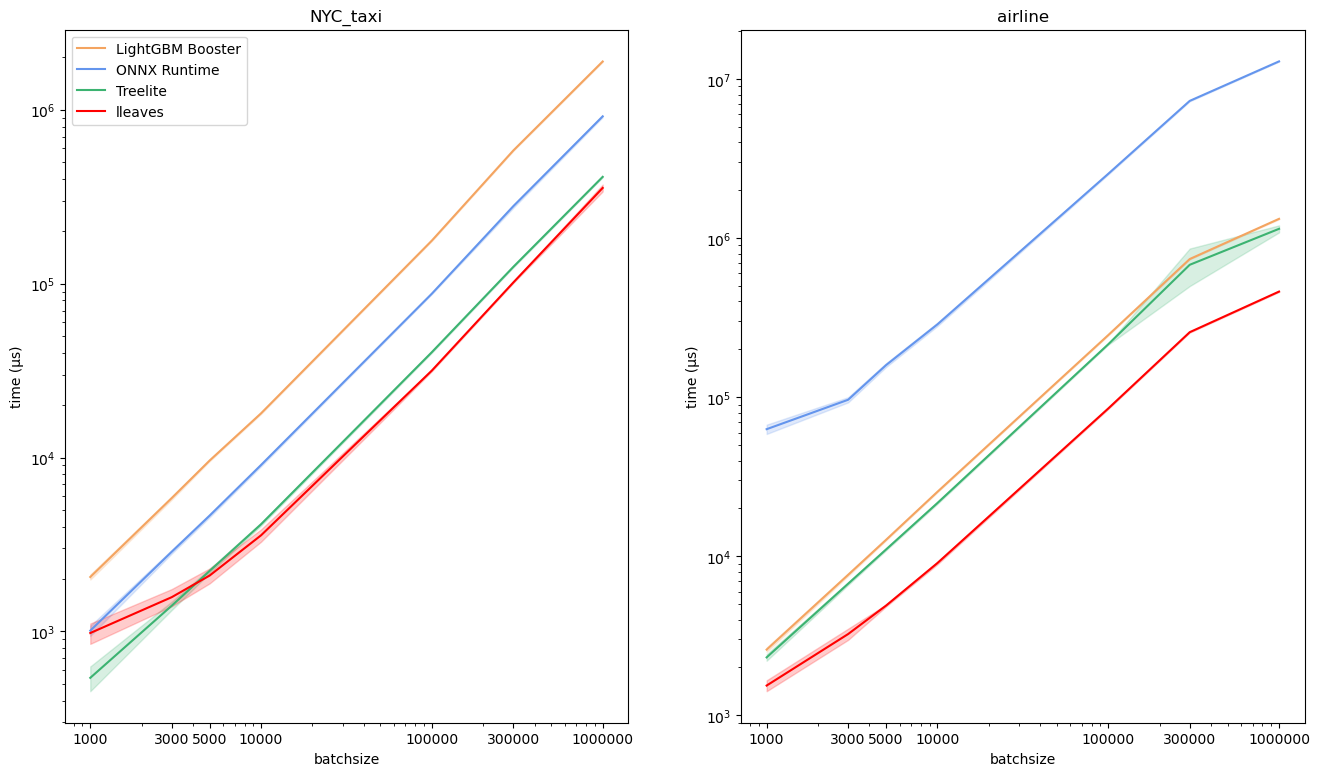 NYC_taxi
LightGBM Booster
ONNX Runtime
Treelite
lleaves
10⁶
10⁵
10⁴
10³
time (μs)
1000 3000 5000 10000 100000 300000 1000000
batchsize
airline
10⁷
10⁶
10⁵
10⁴
10³
time (μs)
1000 3000 5000 10000 100000 300000 1000000
batchsize